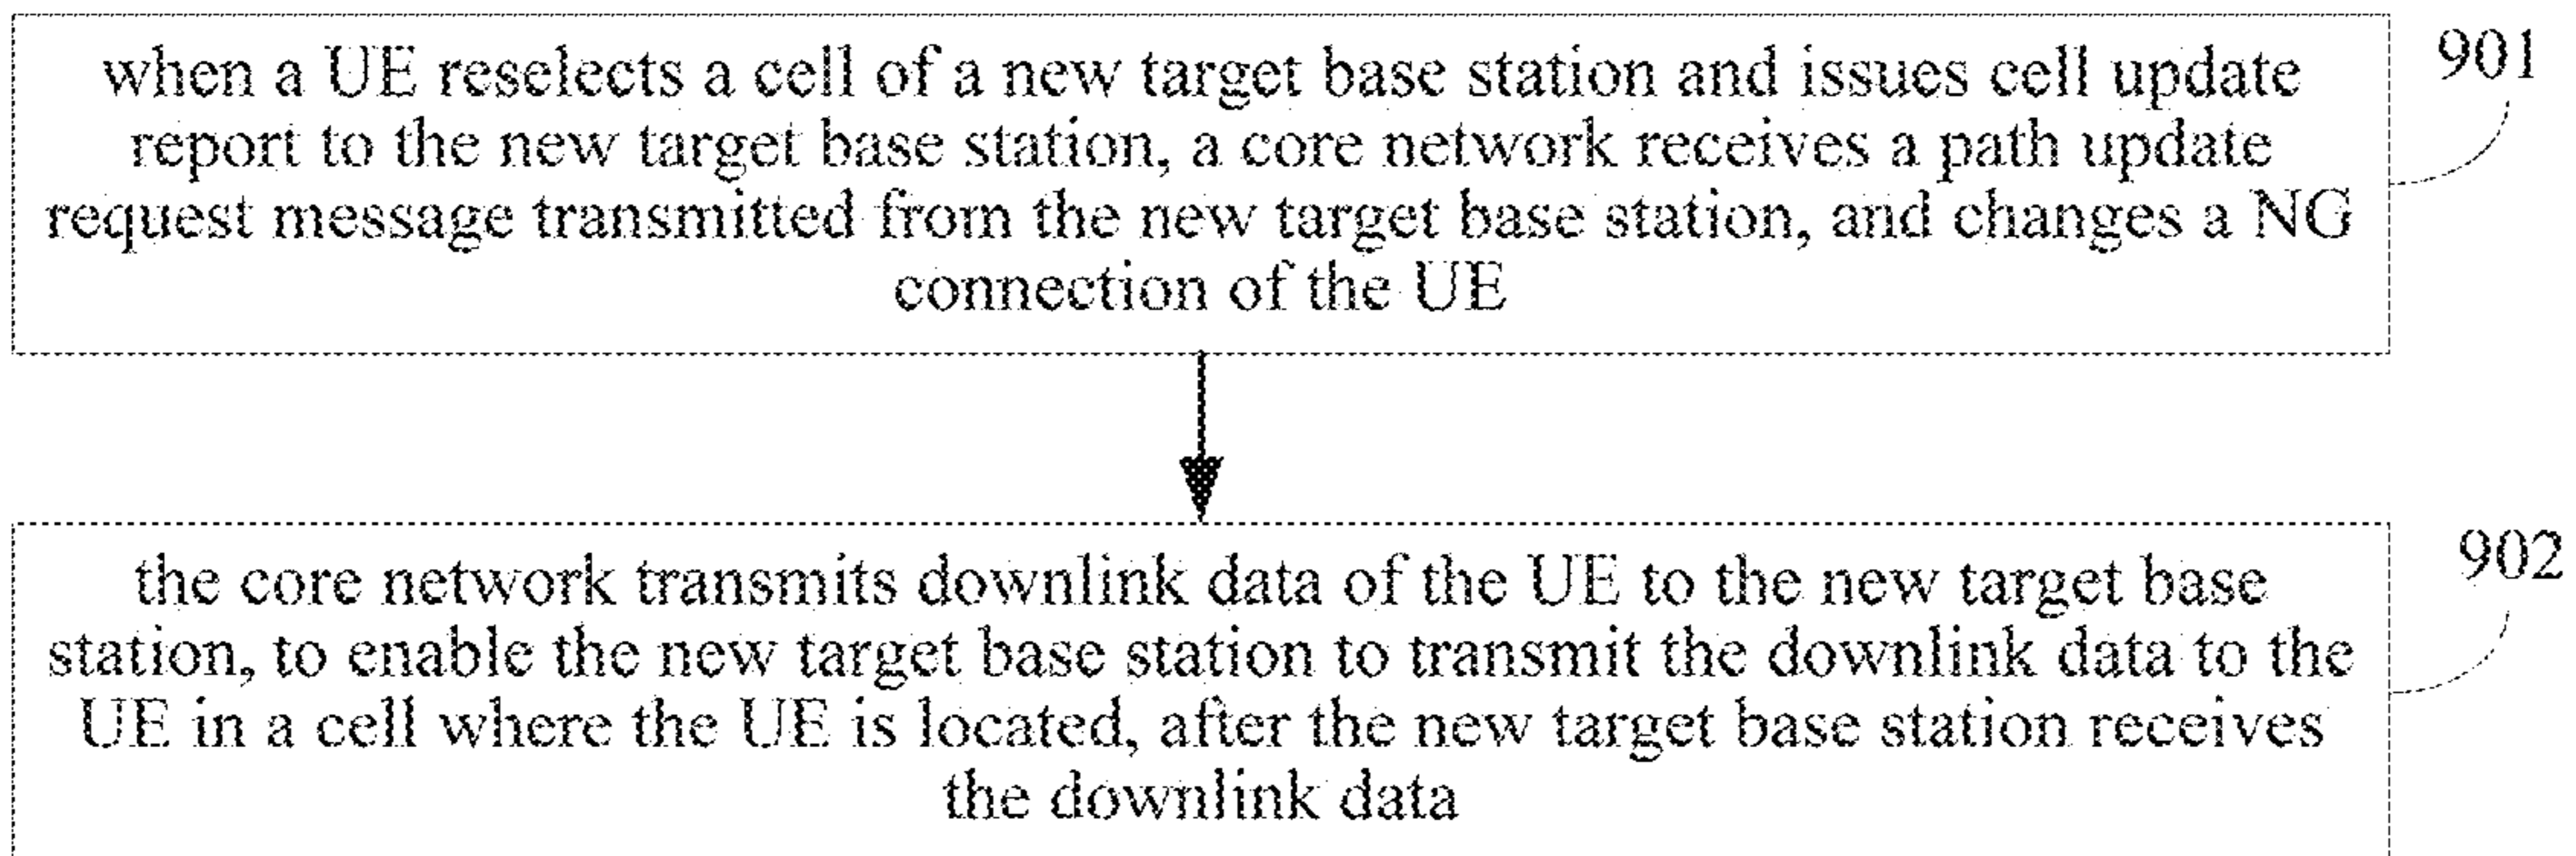 when a UE reselects a cell of a new target base station and issues cell update
901
report to the new target base station, a core network receives a path update
request message transmitted from the new target base station, and changes a NG
connection of the UE
the core network transmits downlink data of the UE to the new target base
902
station, to enable the new target base station to transmit the downlink data to the
UE in a cell where the UE is located, after the new target base station receives
the downlink data